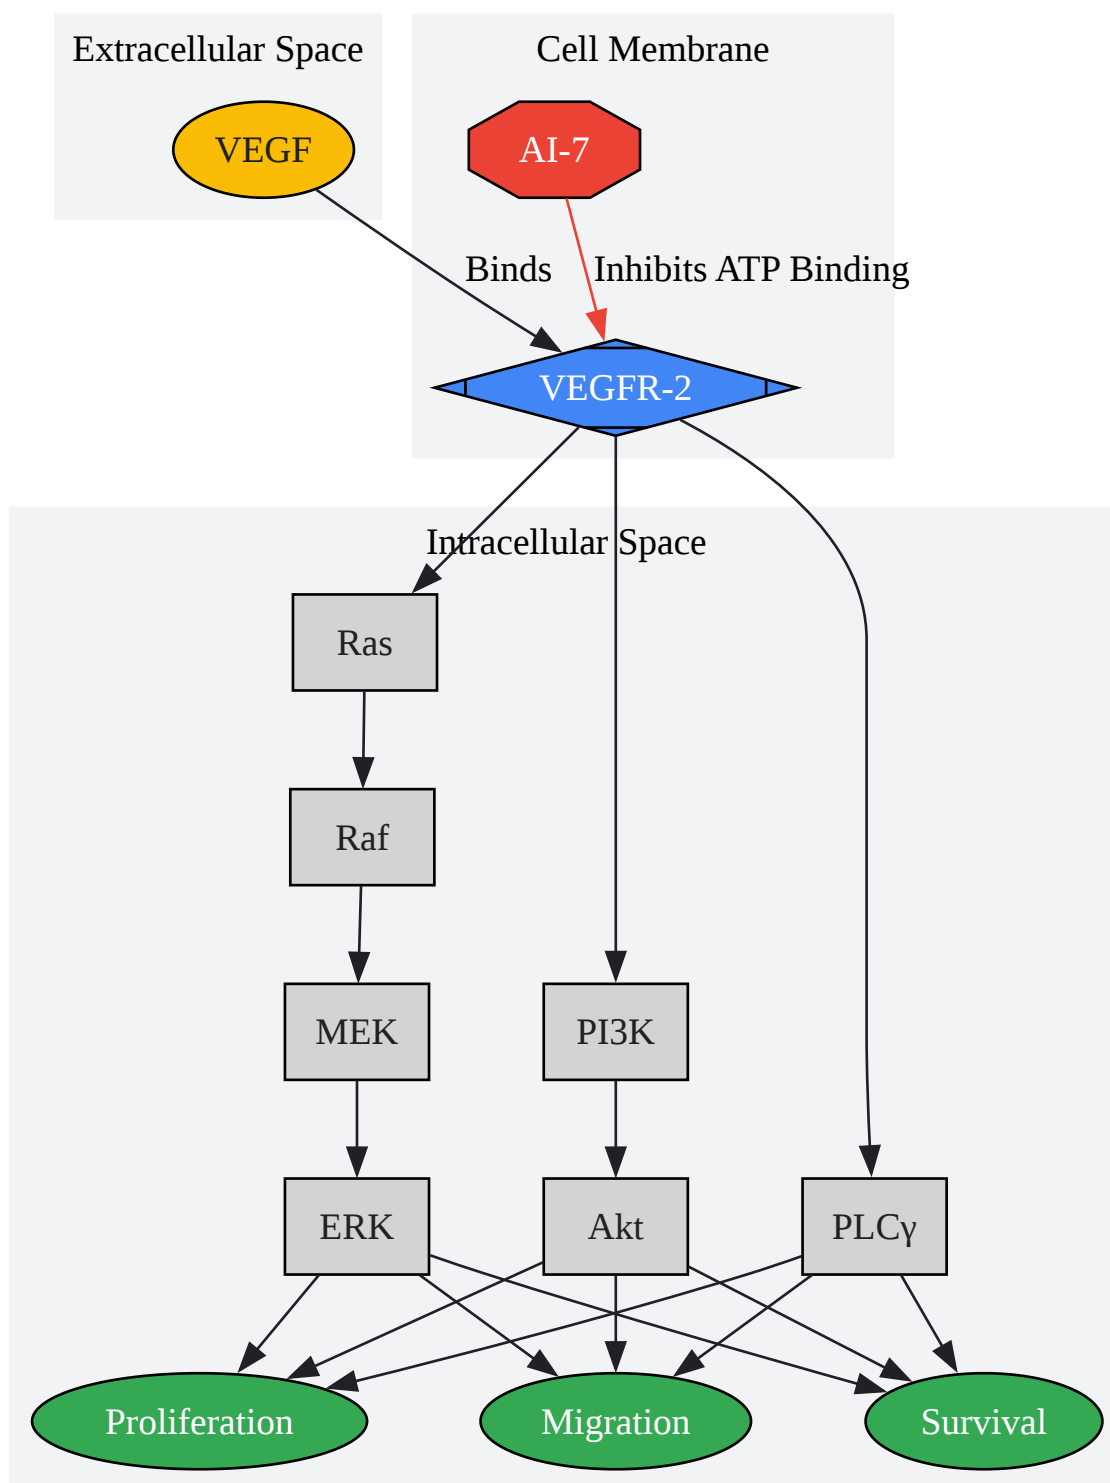 Extracellular Space
Cell Membrane
VEGF
AI-7
Binds
Inhibits ATP Binding
VEGFR-2
Intracellular Space
Ras
Raf
MEK
PI3K
ERK
Akt
PLCγ
Proliferation
Migration
Survival